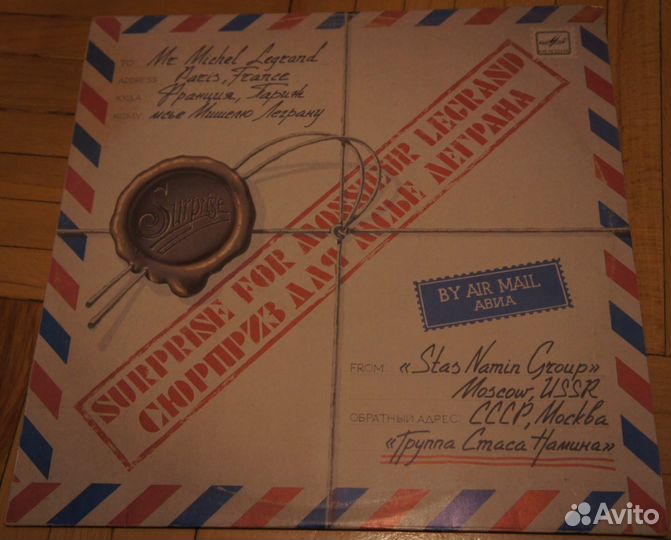 TO: Mr. Michel Legrand
ADDRESS: Paris, France
КУДА: Франция, Париж
КОМУ: мсье Мишелю Леграну
Surprise
SURPRISE FOR MONSIEUR LEGRAND
СЮРПРИЗ ДЛЯ МСЬЕ ЛЕГРАНА
BY AIR MAIL
АВИА
FROM: «Stas Namin Group»
Moscow, USSR
ОБРАТНЫЙ АДРЕС: СССР, Москва
«Группа Стаса Намина»
Avito